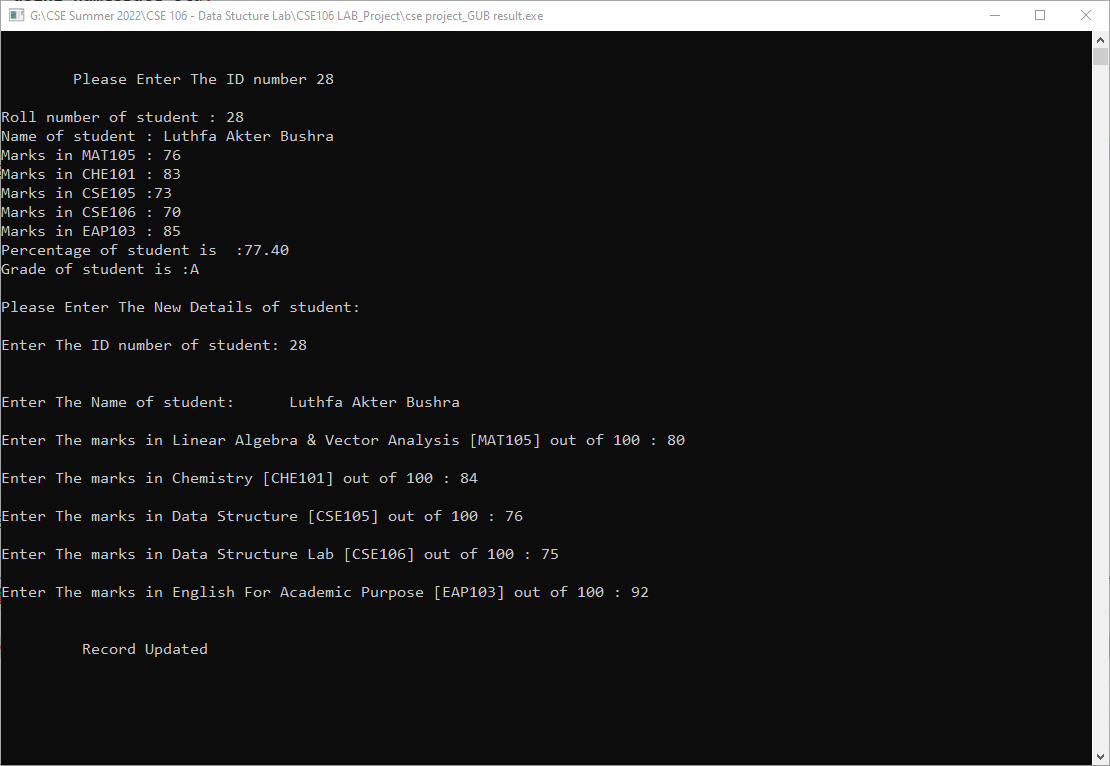 G:\CSE Summer 2022\CSE 106 - Data Stucture Lab\CSE106 LAB_Project\cse project_GUB result.exe
Please Enter The ID number 28
Roll number of student : 28
Name of student : Luthfa Akter Bushra
Marks in MAT105 : 76
Marks in CHE101 : 83
Marks in CSE105 :73
Marks in CSE106 : 70
Marks in EAP103 : 85
Percentage of student is  :77.40
Grade of student is :A
Please Enter The New Details of student:
Enter The ID number of student: 28
Enter The Name of student:      Luthfa Akter Bushra
Enter The marks in Linear Algebra & Vector Analysis [MAT105] out of 100 : 80
Enter The marks in Chemistry [CHE101] out of 100 : 84
Enter The marks in Data Structure [CSE105] out of 100 : 76
Enter The marks in Data Structure Lab [CSE106] out of 100 : 75
Enter The marks in English For Academic Purpose [EAP103] out of 100 : 92
Record Updated